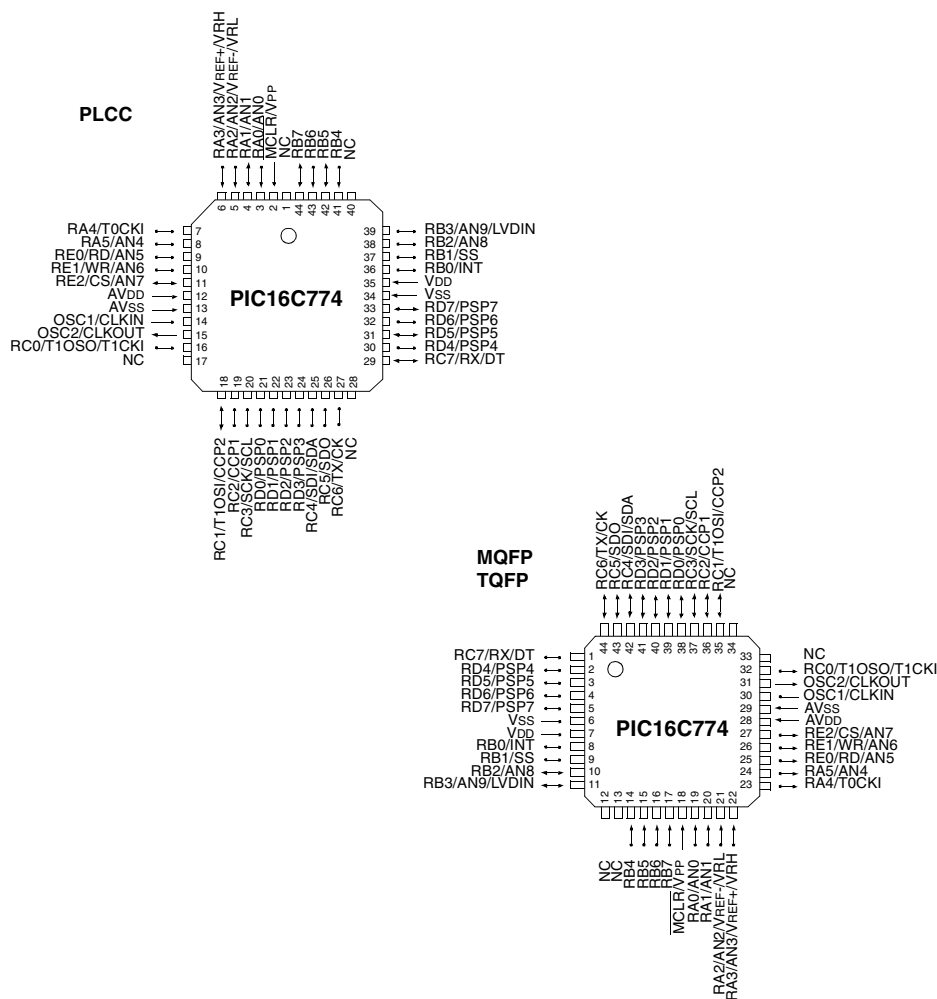 PLCC
RA3/AN3/VREF+/VRH
RA2/AN2/VREF-/VRL
RA1/AN1
RA0/AN0
MCLR/VPP
NC
RB7
RB6
RB5
RB4
NC
6
5
4
3
2
1
44
43
42
41
40
RA4/T0CKI 7
RA5/AN4 8
RE0/RD/AN5 9
RE1/WR/AN6 10
RE2/CS/AN7 11
AVDD 12
AVSS 13
OSC1/CLKIN 14
OSC2/CLKOUT 15
RC0/T1OSO/T1CKI 16
NC 17
PIC16C774
39 RB3/AN9/LVDIN
38 RB2/AN8
37 RB1/SS
36 RB0/INT
35 VDD
34 VSS
33 RD7/PSP7
32 RD6/PSP6
31 RD5/PSP5
30 RD4/PSP4
29 RC7/RX/DT
18
19
20
21
22
23
24
25
26
27
28
RC1/T1OSI/CCP2
RC2/CCP1
RC3/SCK/SCL
RD0/PSP0
RD1/PSP1
RD2/PSP2
RD3/PSP3
RC4/SDI/SDA
RC5/SDO
RC6/TX/CK
NC
MQFP
TQFP
RC6/TX/CK
RC5/SDO
RC4/SDI/SDA
RD3/PSP3
RD2/PSP2
RD1/PSP1
RD0/PSP0
RC3/SCK/SCL
RC2/CCP1
RC1/T1OSI/CCP2
NC
44
43
42
41
40
39
38
37
36
35
34
RC7/RX/DT 1
RD4/PSP4 2
RD5/PSP5 3
RD6/PSP6 4
RD7/PSP7 5
VSS 6
VDD 7
RB0/INT 8
RB1/SS 9
RB2/AN8 10
RB3/AN9/LVDIN 11
PIC16C774
33 NC
32 RC0/T1OSO/T1CKI
31 OSC2/CLKOUT
30 OSC1/CLKIN
29 AVSS
28 AVDD
27 RE2/CS/AN7
26 RE1/WR/AN6
25 RE0/RD/AN5
24 RA5/AN4
23 RA4/T0CKI
12
13
14
15
16
17
18
19
20
21
22
NC
NC
RB4
RB5
RB6
RB7
MCLR/VPP
RA0/AN0
RA1/AN1
RA2/AN2/VREF-/VRL
RA3/AN3/VREF+/VRH